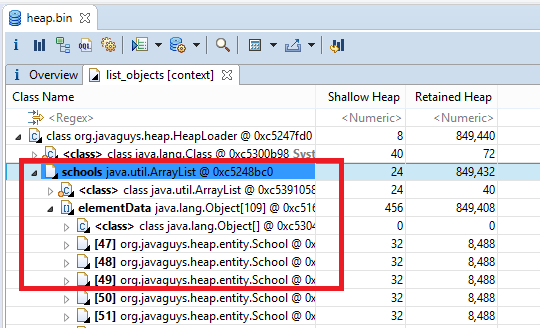 heap.bin
i OQL
i Overview list_objects [context]
Class Name Shallow Heap Retained Heap
<Regex> <Numeric> <Numeric>
class org.javaguys.heap.HeapLoader @ 0xc5247fd0 8 849,440
<class> class java.lang.Class @ 0xc5300b98 Syst 40 72
schools java.util.ArrayList @ 0xc5248bc0 24 849,432
<class> class java.util.ArrayList @ 0xc5391058 24 40
elementData java.lang.Object[109] @ 0xc516 456 849,408
<class> class java.lang.Object[] @ 0xc5304 0 0
[47] org.javaguys.heap.entity.School @ 0x 32 8,488
[48] org.javaguys.heap.entity.School @ 0x 32 8,488
[49] org.javaguys.heap.entity.School @ 0x 32 8,488
[50] org.javaguys.heap.entity.School @ 0x 32 8,488
[51] org.javaguys.heap.entity.School @ 0x 32 8,488